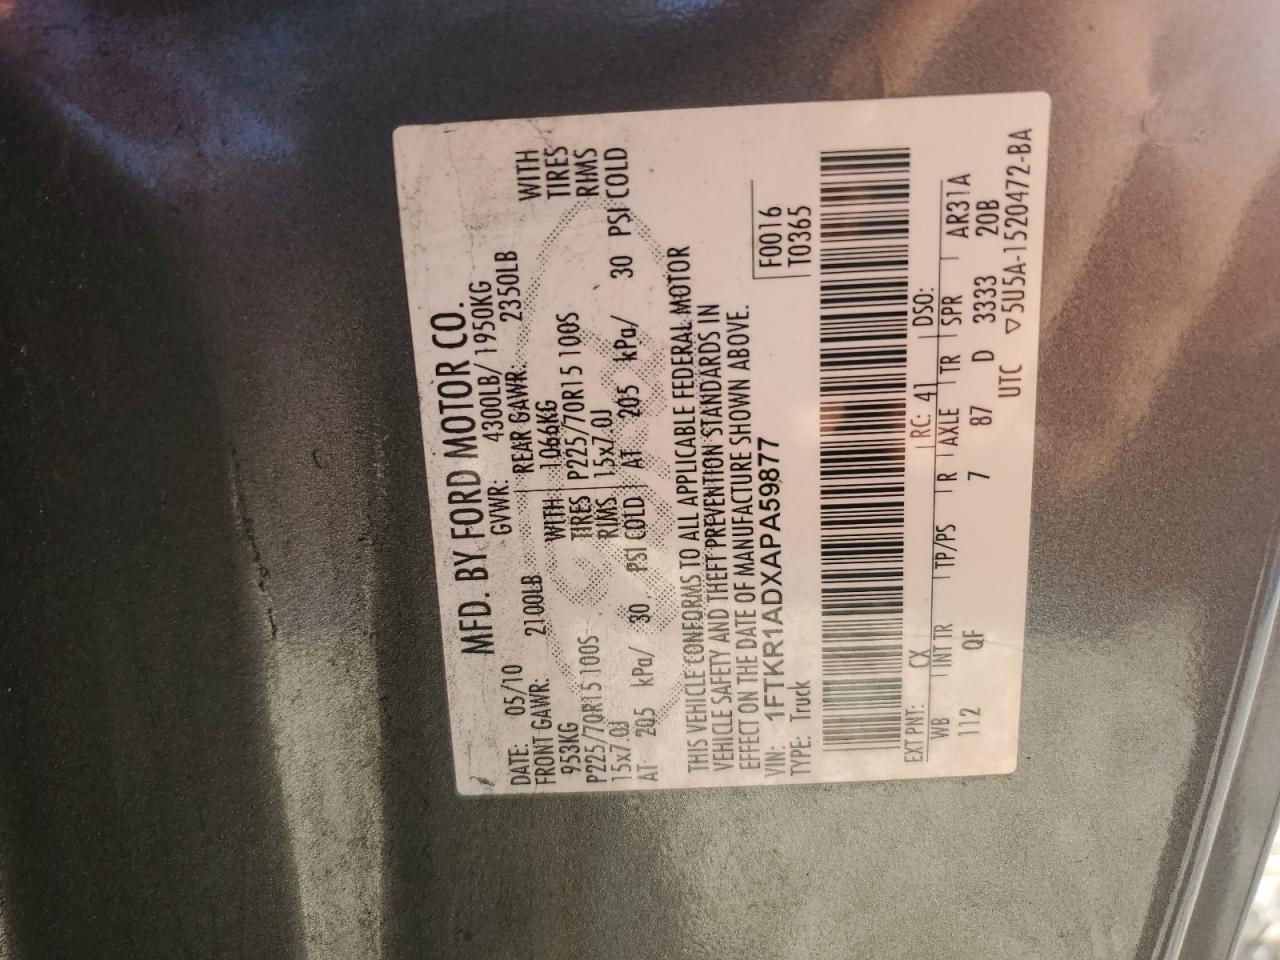 MFD. BY FORD MOTOR CO.
DATE: 05/10 GVWR: 4300LB/ 1950KG
FRONT GAWR: 2100LB REAR GAWR: 2350LB
953KG WITH 1066KG WITH
P225/70R15 100S TIRES P225/70R15 100S TIRES
15x7.0J RIMS 15x7.0J RIMS
AT 205 kPa/ 30 PSI COLD AT 205 kPa/ 30 PSI COLD
THIS VEHICLE CONFORMS TO ALL APPLICABLE FEDERAL MOTOR
VEHICLE SAFETY AND THEFT PREVENTION STANDARDS IN
EFFECT ON THE DATE OF MANUFACTURE SHOWN ABOVE.
VIN: 1FTKR1ADXAPA59877 F0016
TYPE: Truck T0365
EXT PNT: CX RC: 41 DSO:
WB INT TR TP/PS R AXLE TR SPR AR31A
112 QF 7 87 D 3333 20B
UTC ▽5U5A-1520472-BA